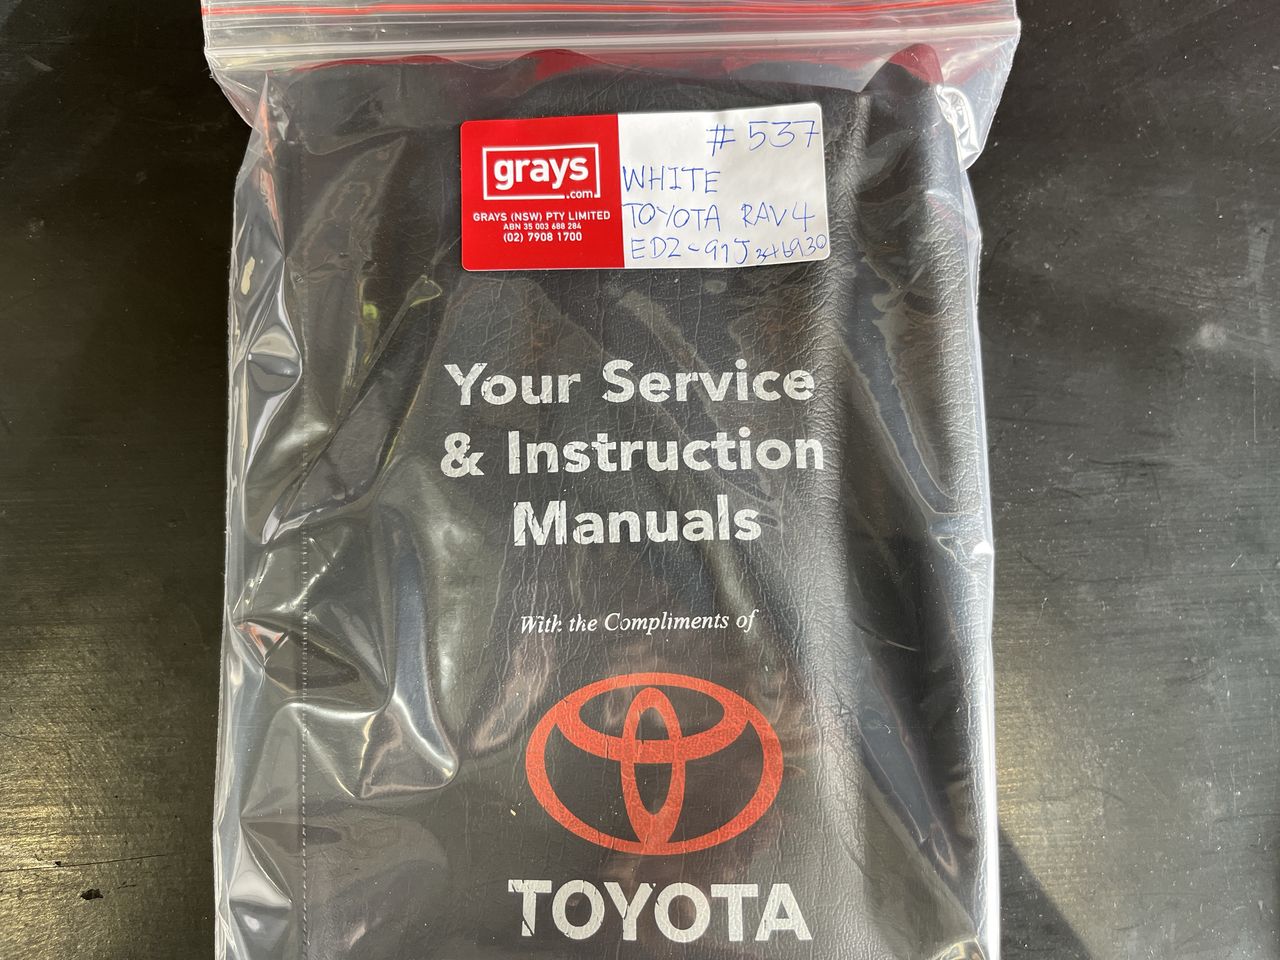 grays
.com
GRAYS (NSW) PTY LIMITED
ABN 35 003 688 284
(02) 7908 1700
# 537
WHITE
TOYOTA RAV4
Your Service
& Instruction
Manuals
With the Compliments of
TOYOTA